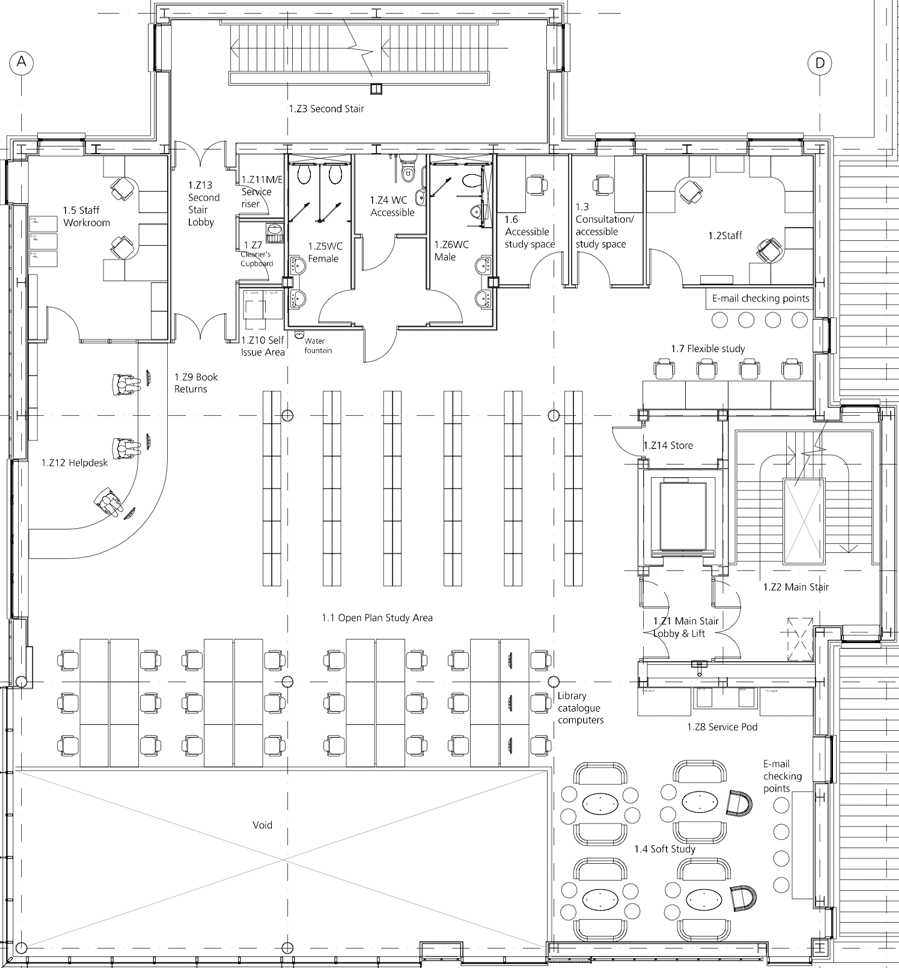 A
D
1.Z3 Second Stair
1.5 Staff
Workroom
1.Z13
Second
Stair
Lobby
1.Z11M/E
Service
riser
1.Z7
Cleaner's
Cupboard
1.Z5WC
Female
1.Z4 WC
Accessible
1.Z6WC
Male
1.6
Accessible
study space
1.3
Consultation/
accessible
study space
1.2Staff
E-mail checking points
1.Z10 Self
Issue Area
Water
fountain
1.7 Flexible study
1.Z9 Book
Returns
1.Z12 Helpdesk
1.Z14 Store
1.Z2 Main Stair
1.1 Open Plan Study Area
1.Z1 Main Stair
Lobby & Lift
Library
catalogue
computers
1.Z8 Service Pod
E-mail
checking
points
Void
1.4 Soft Study